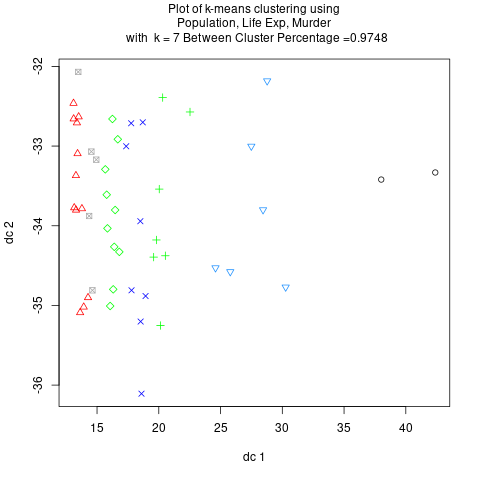 Plot of k-means clustering using
Population, Life Exp, Murder
with k = 7 Between Cluster Percentage =0.9748
-32
-33
-34
-35
-36
dc 2
15 20 25 30 35 40
dc 1